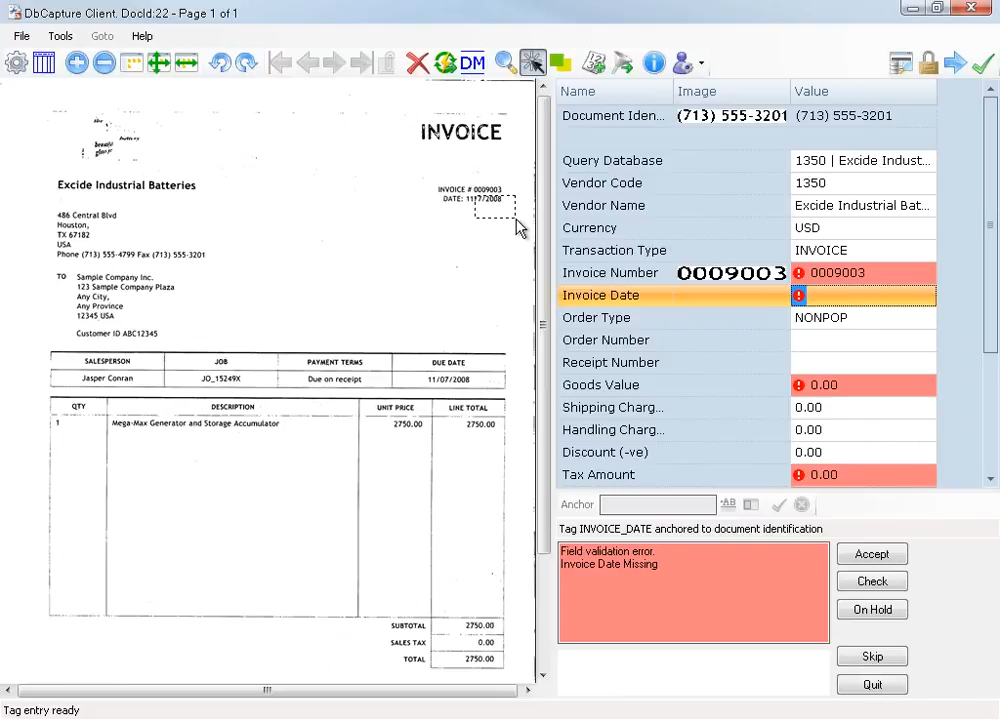 DbCapture Client. DocId:22 - Page 1 of 1
File Tools Goto Help
DM
INVOICE
Excide Industrial Batteries
INVOICE # 0009003
DATE: 11/7/2008
486 Central Blvd
Houston,
TX 67182
USA
Phone (713) 555-4799 Fax (713) 555-3201
TO Sample Company Inc.
123 Sample Company Plaza
Any City,
Any Province
12345 USA
Customer ID ABC12345
SALESPERSON JOB PAYMENT TERMS DUE DATE
Jasper Conran JO_15249X Due on receipt 11/07/2008
QTY DESCRIPTION UNIT PRICE LINE TOTAL
1 Mega-Max Generator and Storage Accumulator 2750.00 2750.00
SUBTOTAL 2750.00
SALES TAX 0.00
TOTAL 2750.00
Name Image Value
Document Iden... (713) 555-3201 (713) 555-3201
Query Database 1350 | Excide Indust...
Vendor Code 1350
Vendor Name Excide Industrial Bat...
Currency USD
Transaction Type INVOICE
Invoice Number 0009003 0009003
Invoice Date
Order Type NONPOP
Order Number
Receipt Number
Goods Value 0.00
Shipping Charg... 0.00
Handling Charg... 0.00
Discount (-ve) 0.00
Tax Amount 0.00
Anchor AB
Tag INVOICE_DATE anchored to document identification
Field validation error.
Invoice Date Missing
Accept
Check
On Hold
Skip
Quit
Tag entry ready